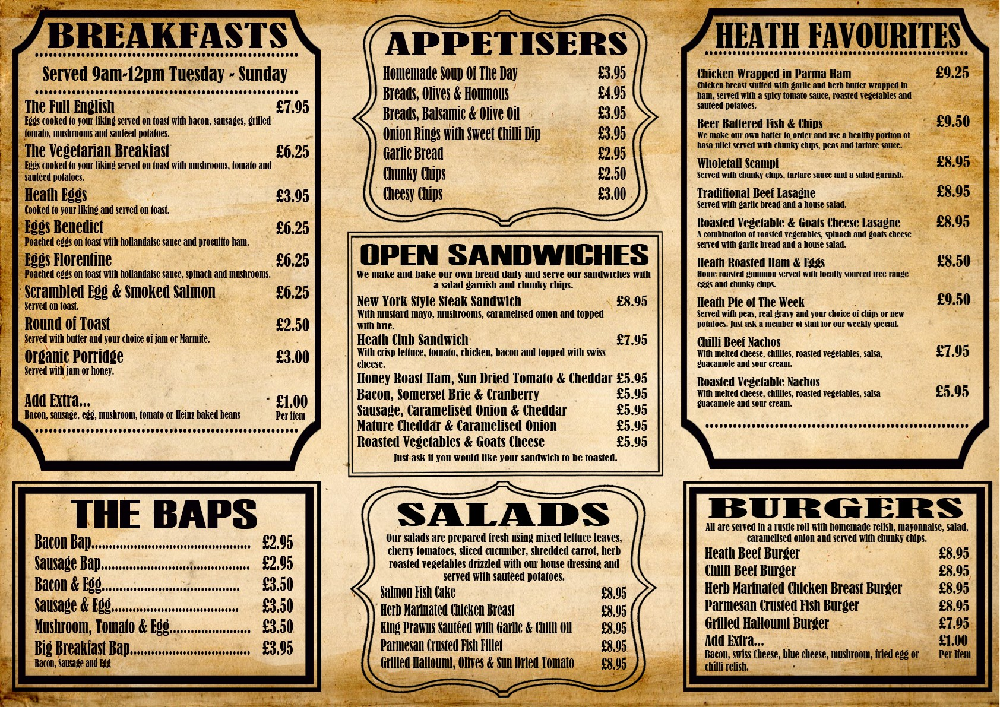 BREAKFASTS
Served 9am-12pm Tuesday - Sunday
The Full English £7.95
Eggs cooked to your liking served on toast with bacon, sausages, grilled
tomato, mushrooms and sautéed potatoes.
The Vegetarian Breakfast £6.25
Eggs cooked to your liking served on toast with mushrooms, tomato and
sautéed potatoes.
Heath Eggs £3.95
Cooked to your liking and served on toast.
Eggs Benedict £6.25
Poached eggs on toast with hollandaise sauce and procuitto ham.
Eggs Florentine £6.25
Poached eggs on toast with hollandaise sauce, spinach and mushrooms.
Scrambled Egg & Smoked Salmon £6.25
Served on toast.
Round of Toast £2.50
Served with butter and your choice of jam or Marmite.
Organic Porridge £3.00
Served with jam or honey.
Add Extra... £1.00
Bacon, sausage, egg, mushroom, tomato or Heinz baked beans Per item
THE BAPS
Bacon Bap............................................ £2.95
Sausage Bap......................................... £2.95
Bacon & Egg...................................... £3.50
Sausage & Egg................................... £3.50
Mushroom, Tomato & Egg...................... £3.50
Big Breakfast Bap................................. £3.95
Bacon, Sausage and Egg
APPETISERS
Homemade Soup Of The Day £3.95
Breads, Olives & Houmous £4.95
Breads, Balsamic & Olive Oil £3.95
Onion Rings with Sweet Chilli Dip £3.95
Garlic Bread £2.95
Chunky Chips £2.50
Cheesy Chips £3.00
OPEN SANDWICHES
We make and bake our own bread daily and serve our sandwiches with
a salad garnish and chunky chips.
New York Style Steak Sandwich £8.95
With mustard mayo, mushrooms, caramelised onion and topped
with brie.
Heath Club Sandwich £7.95
With crisp lettuce, tomato, chicken, bacon and topped with swiss
cheese.
Honey Roast Ham, Sun Dried Tomato & Cheddar £5.95
Bacon, Somerset Brie & Cranberry £5.95
Sausage, Caramelised Onion & Cheddar £5.95
Mature Cheddar & Caramelised Onion £5.95
Roasted Vegetables & Goats Cheese £5.95
Just ask if you would like your sandwich to be toasted.
SALADS
Our salads are prepared fresh using mixed lettuce leaves,
cherry tomatoes, sliced cucumber, shredded carrot, herb
roasted vegetables drizzled with our house dressing and
served with sautéed potatoes.
Salmon Fish Cake £8.95
Herb Marinated Chicken Breast £8.95
King Prawns Sautéed with Garlic & Chilli Oil £8.95
Parmesan Crusted Fish Fillet £8.95
Grilled Halloumi, Olives & Sun Dried Tomato £8.95
HEATH FAVOURITES
Chicken Wrapped in Parma Ham £9.25
Chicken breast stuffed with garlic and herb butter wrapped in
ham, served with a spicy tomato sauce, roasted vegetables and
sautéed potatoes.
Beer Battered Fish & Chips £9.50
We make our own batter to order and use a healthy portion of
basa fillet served with chunky chips, peas and tartare sauce.
Wholetail Scampi £8.95
Served with chunky chips, tartare sauce and a salad garnish.
Traditional Beef Lasagne £8.95
Served with garlic bread and a house salad.
Roasted Vegetable & Goats Cheese Lasagne £8.95
A combination of roasted vegetables, spinach and goats cheese
served with garlic bread and a house salad.
Heath Roasted Ham & Eggs £8.50
Home roasted gammon served with locally sourced free range
eggs and chunky chips.
Heath Pie of The Week £9.50
Served with peas, real gravy and your choice of chips or new
potatoes. Just ask a member of staff for our weekly special.
Chilli Beef Nachos £7.95
With melted cheese, chillies, roasted vegetables, salsa,
guacamole and sour cream.
Roasted Vegetable Nachos £5.95
With melted cheese, chillies, roasted vegetables, salsa
guacamole and sour cream.
BURGERS
All are served in a rustic roll with homemade relish, mayonnaise, salad,
caramelised onion and served with chunky chips.
Heath Beef Burger £8.95
Chilli Beef Burger £8.95
Herb Marinated Chicken Breast Burger £8.95
Parmesan Crusted Fish Burger £8.95
Grilled Halloumi Burger £7.95
Add Extra... £1.00
Bacon, swiss Cheese, blue cheese, mushroom, fried egg or Per Item
chilli relish.